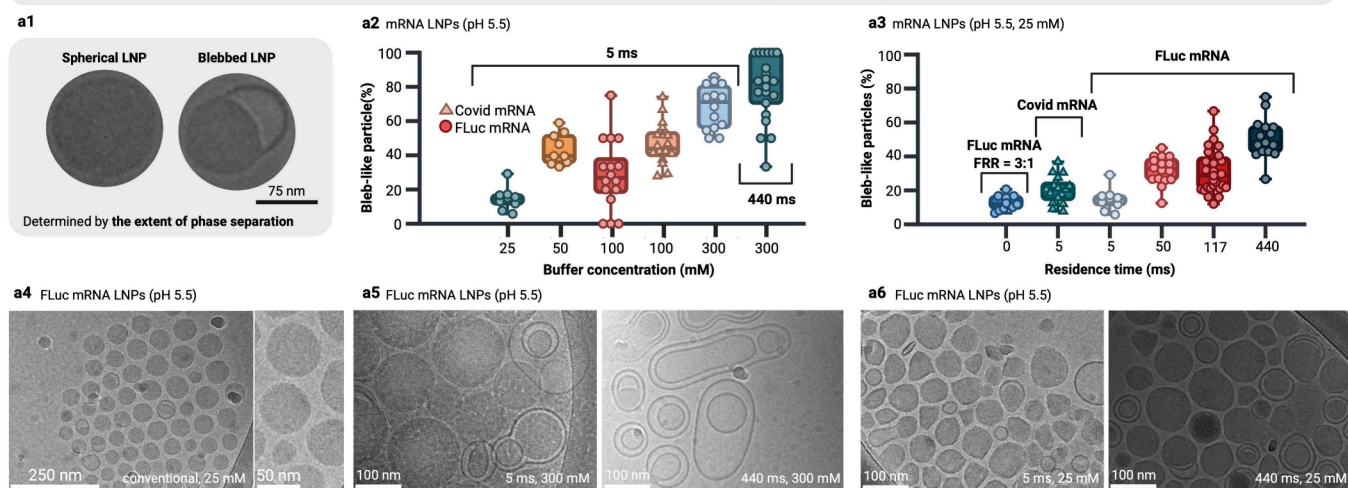 a1
Spherical LNP Blebbed LNP
75 nm
Determined by the extent of phase separation
a2 mRNA LNPs (pH 5.5)
Bleb-like particle(%)
100
80
60
40
20
0
5 ms
Covid mRNA
FLuc mRNA
440 ms
25 50 100 100 300 300
Buffer concentration (mM)
a3 mRNA LNPs (pH 5.5, 25 mM)
Bleb-like particles (%)
100
80
60
40
20
0
FLuc mRNA
Covid mRNA
FLuc mRNA
FRR = 3:1
0 5 5 50 117 440
Residence time (ms)
a4 FLuc mRNA LNPs (pH 5.5)
250 nm conventional, 25 mM
50 nm
a5 FLuc mRNA LNPs (pH 5.5)
100 nm 5 ms, 300 mM
100 nm 440 ms, 300 mM
a6 FLuc mRNA LNPs (pH 5.5)
100 nm 5 ms, 25 mM
100 nm 440 ms, 25 mM